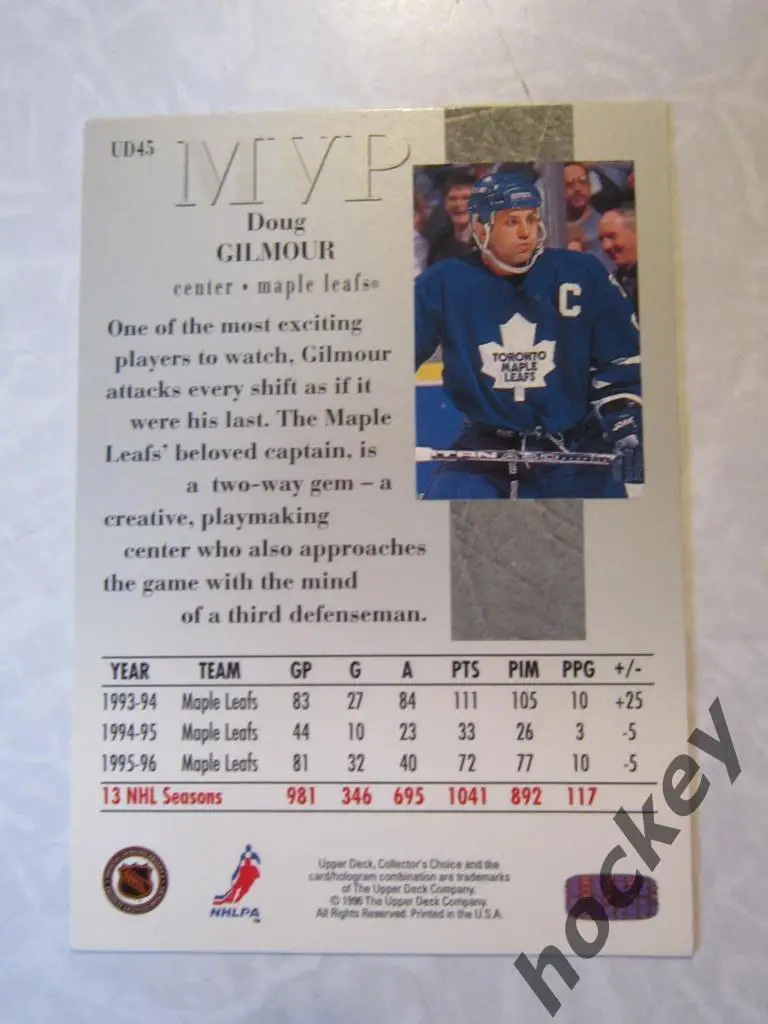 UD45
MVP
Doug
GILMOUR
center • maple leafs®
One of the most exciting
players to watch, Gilmour
attacks every shift as if it
were his last. The Maple
Leafs' beloved captain, is
a two-way gem – a
creative, playmaking
center who also approaches
the game with the mind
of a third defenseman.
C
TORONTO
MAPLE
LEAFS
TITAN
YEAR TEAM GP G A PTS PIM PPG +/-
1993-94 Maple Leafs 83 27 84 111 105 10 +25
1994-95 Maple Leafs 44 10 23 33 26 3 -5
1995-96 Maple Leafs 81 32 40 72 77 10 -5
13 NHL Seasons 981 346 695 1041 892 117
NHLPA
™
Upper Deck, Collector's Choice and the
card/hologram combination are trademarks
of The Upper Deck Company.
© 1996 The Upper Deck Company.
All Rights Reserved. Printed in the U.S.A.
hockey